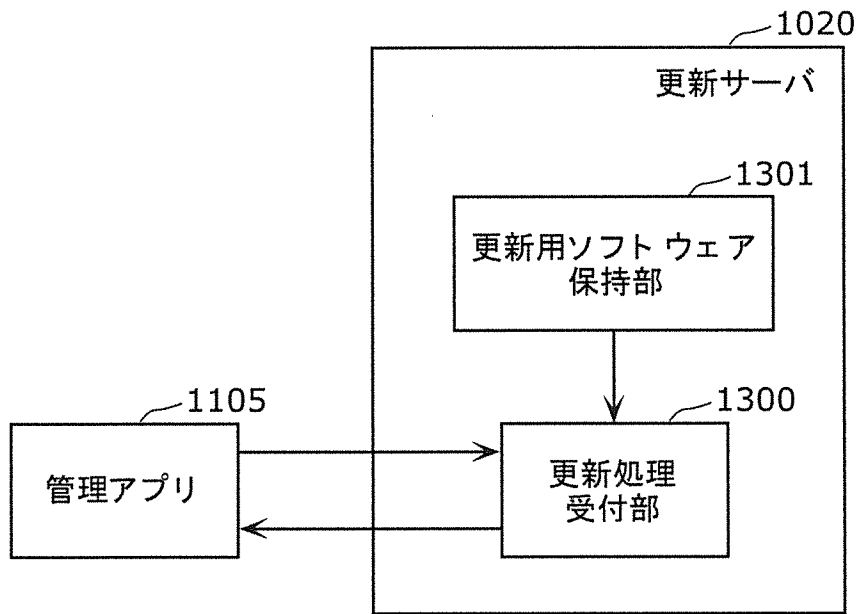 1020
更新サーバ
1301
更新用ソフトウェア
保持部
1105
管理アプリ
1300
更新処理
受付部